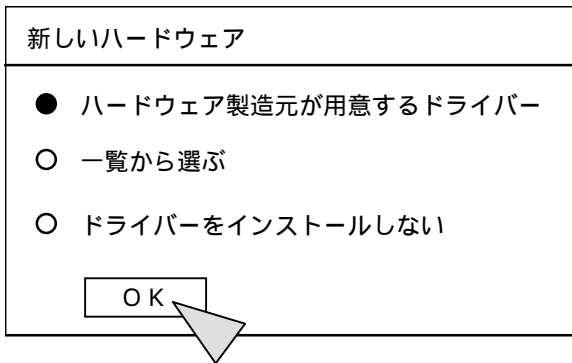 新しいハードウェア
ハードウェア製造元が用意するドライバー
一覧から選ぶ
ドライバーをインストールしない
ＯＫ